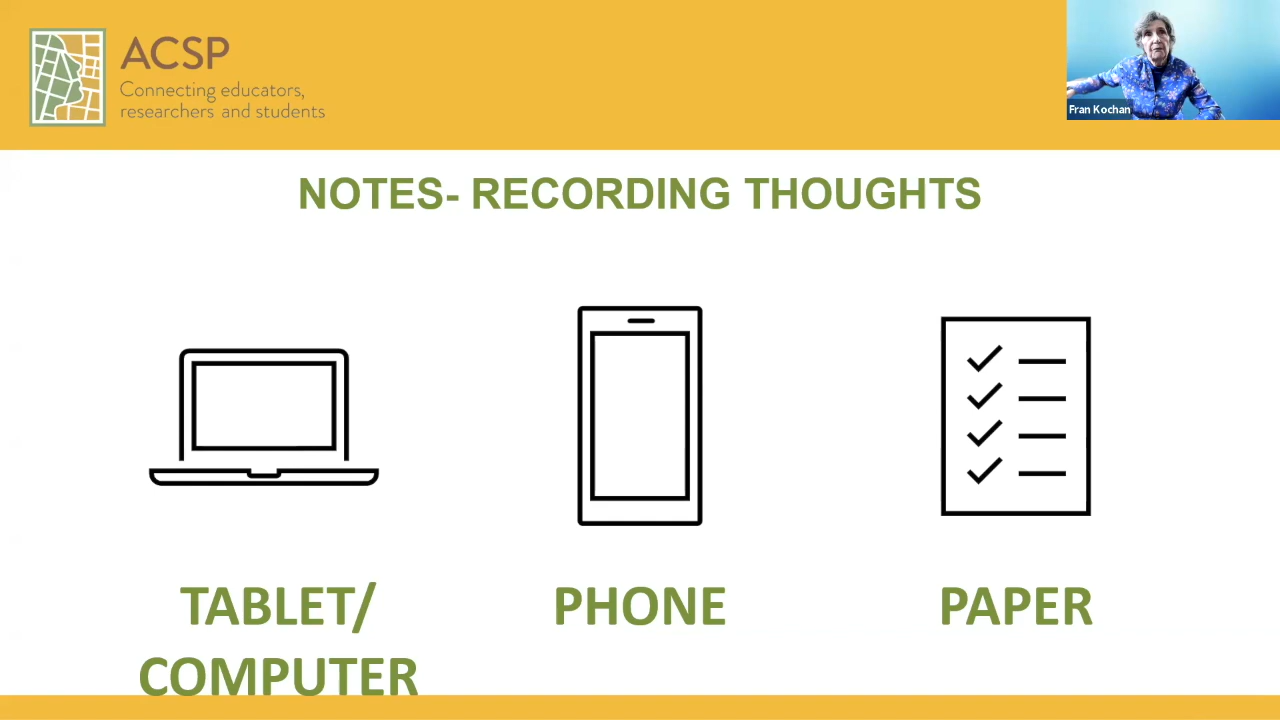 ACSP
Connecting educators,
researchers and students
Fran Kochan
NOTES- RECORDING THOUGHTS
TABLET/
COMPUTER
PHONE
PAPER